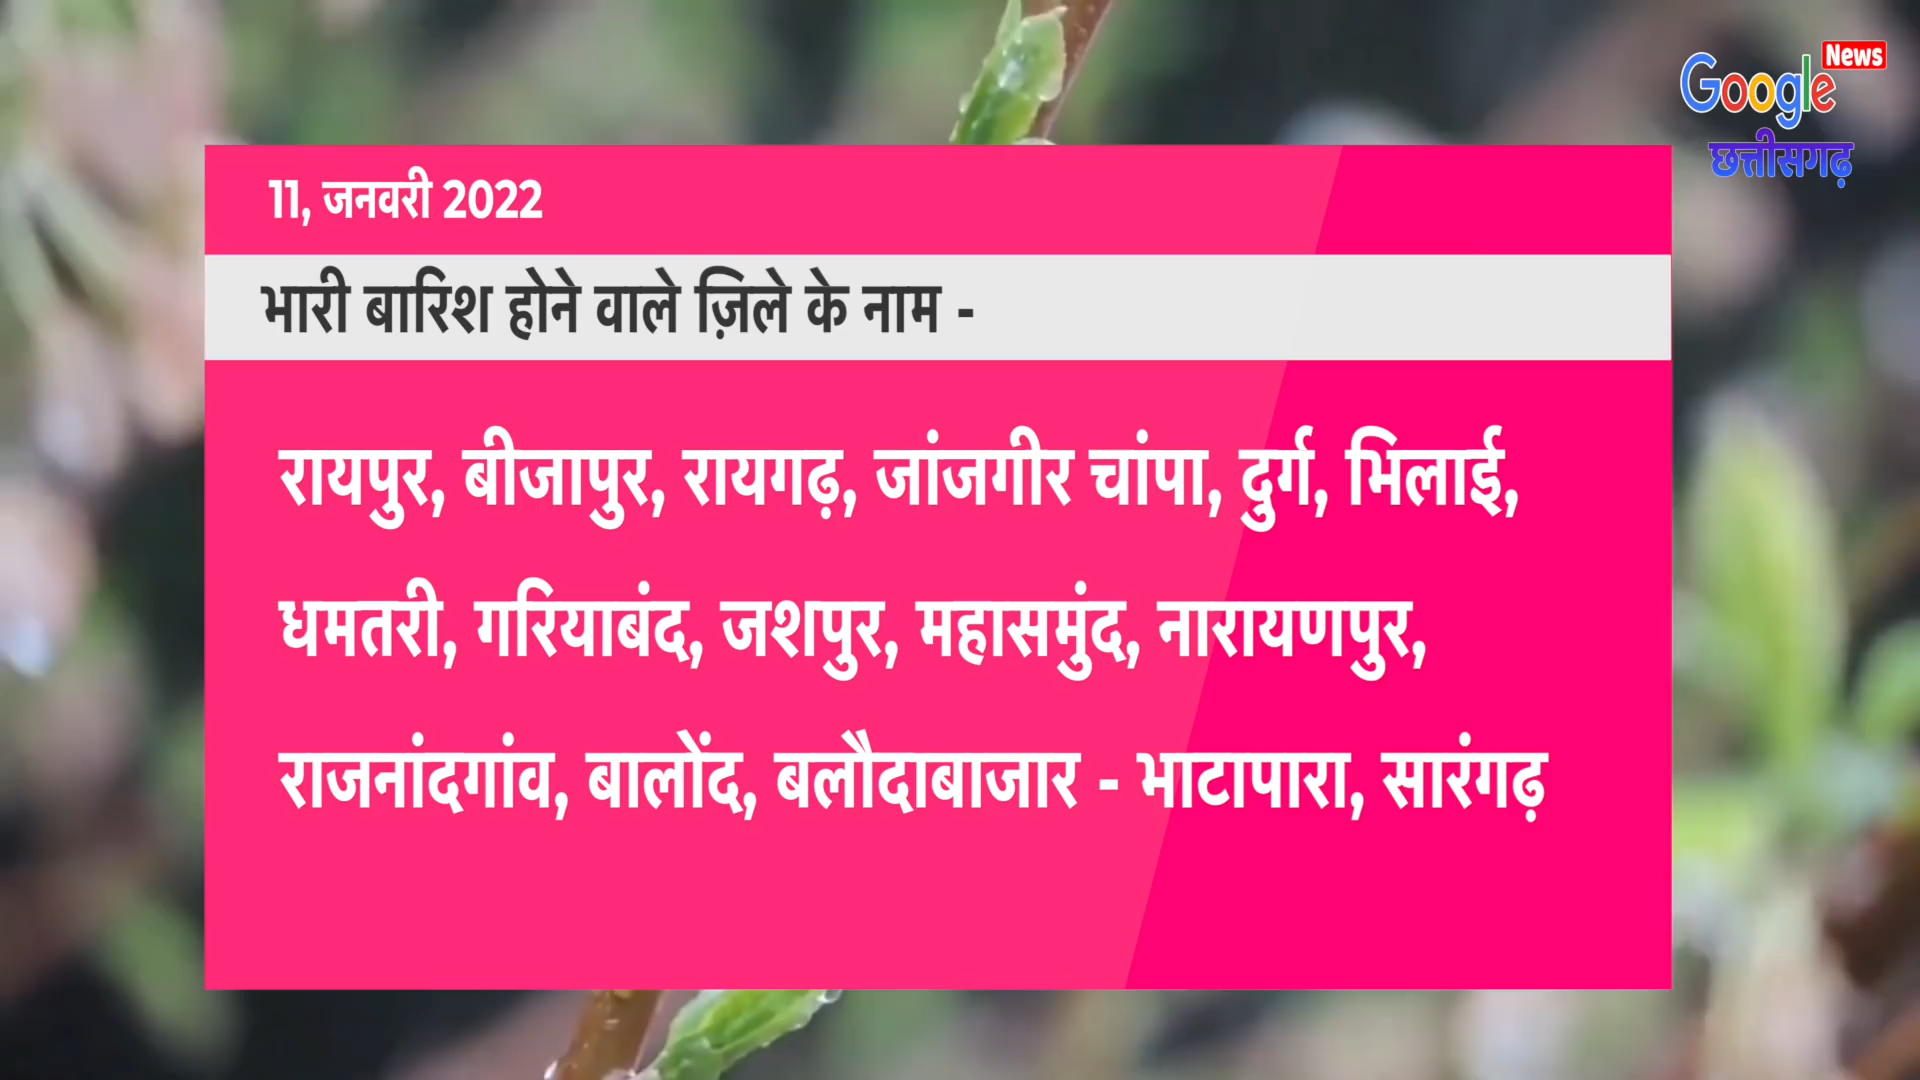 Google News
छत्तीसगढ़
11, जनवरी 2022
भारी बारिश होने वाले ज़िले के नाम -
रायपुर, बीजापुर, रायगढ़, जांजगीर चांपा, दुर्ग, भिलाई,
धमतरी, गरियाबंद, जशपुर, महासमुंद, नारायणपुर,
राजनांदगांव, बालोंद, बलौदाबाजार - भाटापारा, सारंगढ़